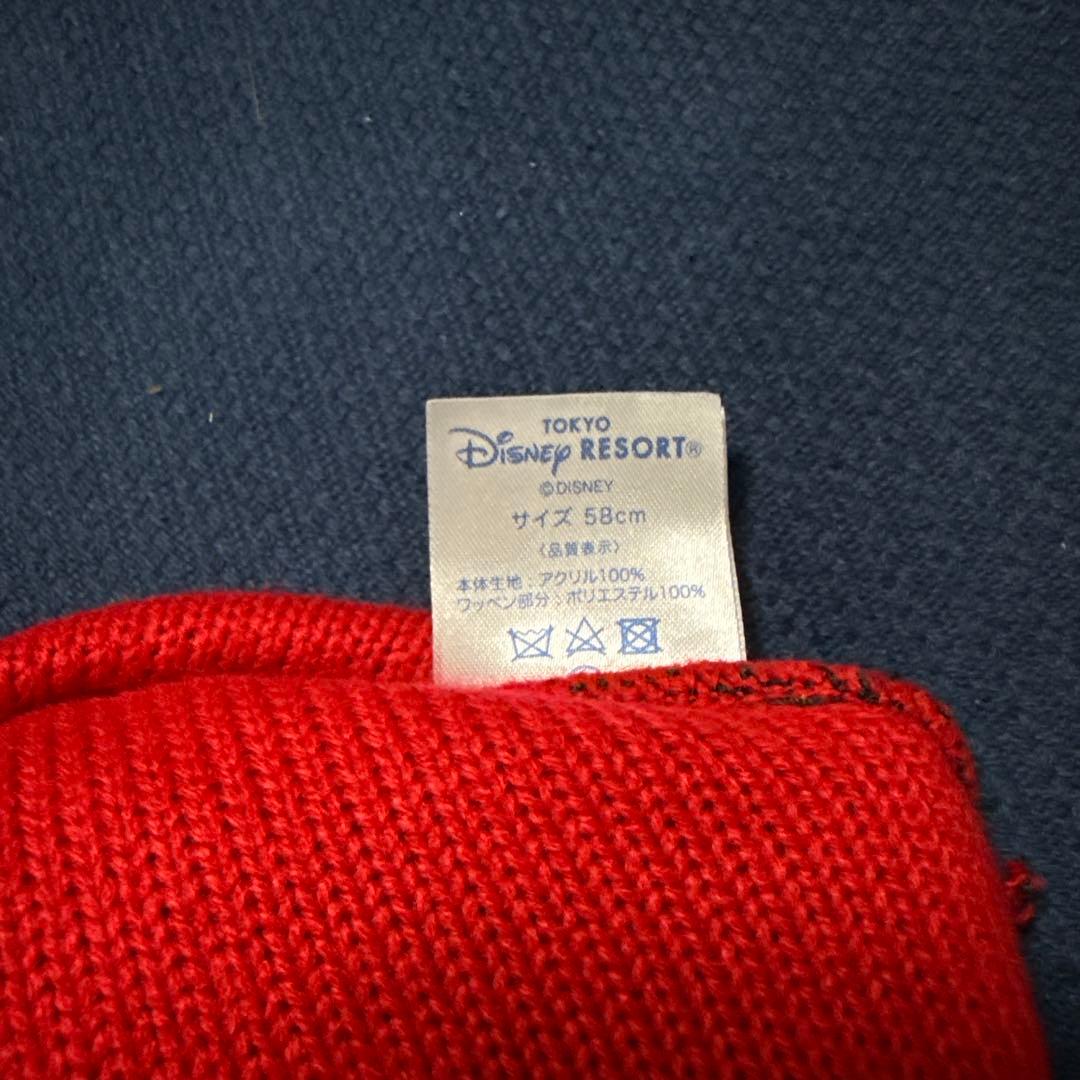 TOKYO
Disney RESORT®
©DISNEY
サイズ 58cm
〈品質表示〉
本体生地：アクリル100%
ワッペン部分：ポリエステル100%